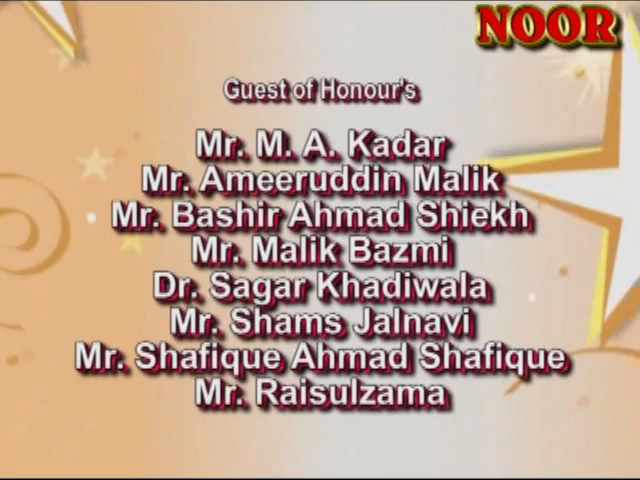 NOOR
Guest of Honour's
Mr. M. A. Kadar
Mr. Ameeruddin Malik
Mr. Bashir Ahmad Shiekh
Mr. Malik Bazmi
Dr. Sagar Khadiwala
Mr. Shams Jalnavi
Mr. Shafique Ahmad Shafique
Mr. Raisulzama